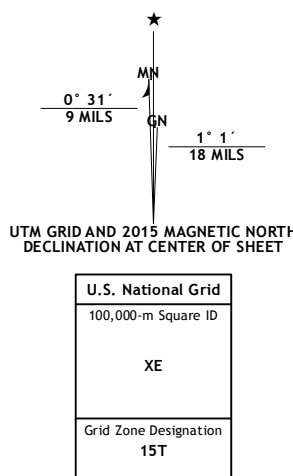 ★
MN
0° 31´
9 MILS
GN
1° 1´
18 MILS
UTM GRID AND 2015 MAGNETIC NORTH
DECLINATION AT CENTER OF SHEET
U.S. National Grid
100,000-m Square ID
XE
Grid Zone Designation
15T